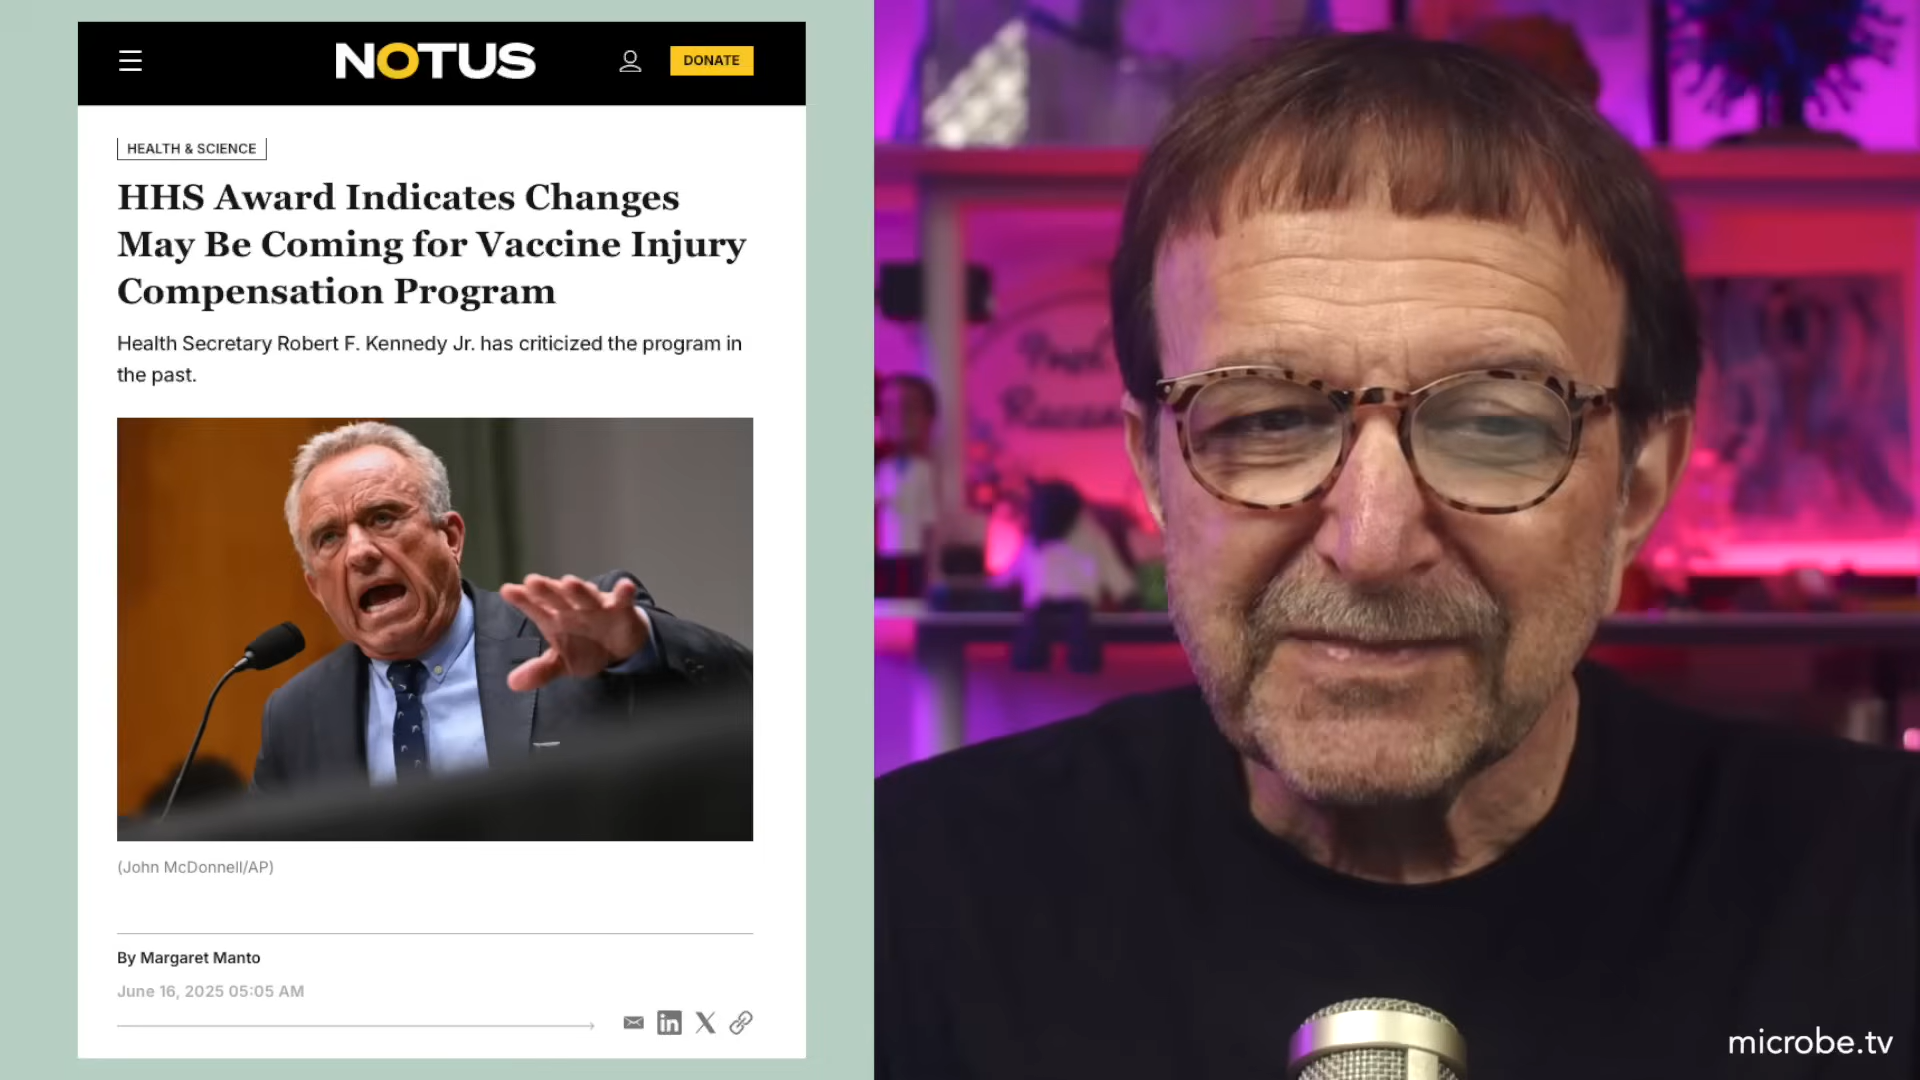 NOTUS
DONATE
HEALTH & SCIENCE
HHS Award Indicates Changes
May Be Coming for Vaccine Injury
Compensation Program
Health Secretary Robert F. Kennedy Jr. has criticized the program in
the past.
(John McDonnell/AP)
By Margaret Manto
June 16, 2025 05:05 AM
microbe.tv